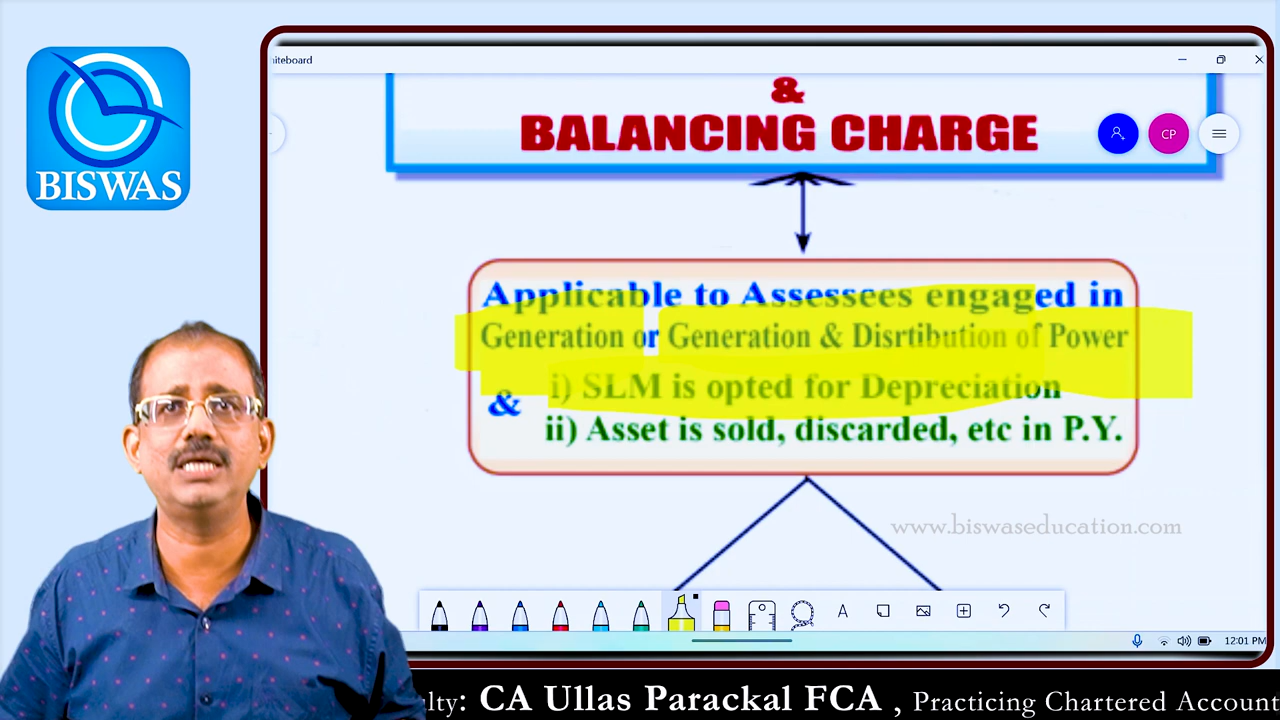 BISWAS
iteboard
&
BALANCING CHARGE
CP
Applicable to Assessees engaged in
Generation or Generation & Disrtibution of Power
& i) SLM is opted for Depreciation
ii) Asset is sold, discarded, etc in P.Y.
www.biswaseducation.com
A
12:01 PM
ulty: CA Ullas Parackal FCA , Practicing Chartered Account